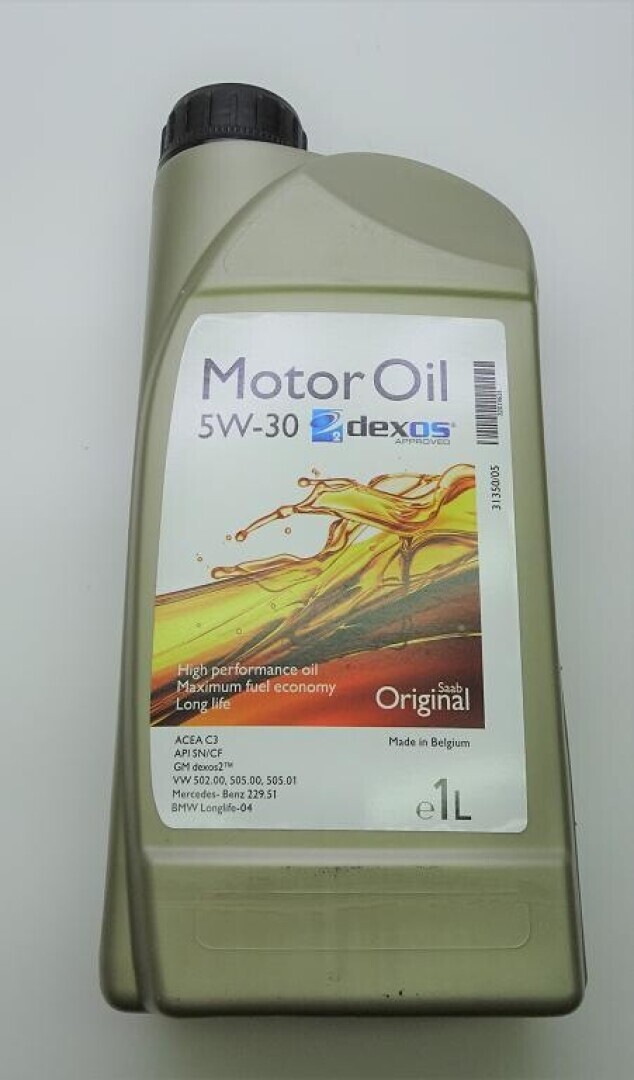 Motor Oil
5W-30 2 dexos®
APPROVED
31350/05
High performance oil
Maximum fuel economy
Long life
Saab
Original
ACEA C3
API SN/CF
GM dexos2™
VW 502.00, 505.00, 505.01
Mercedes- Benz 229.51
BMW Longlife-04
Made in Belgium
e1L